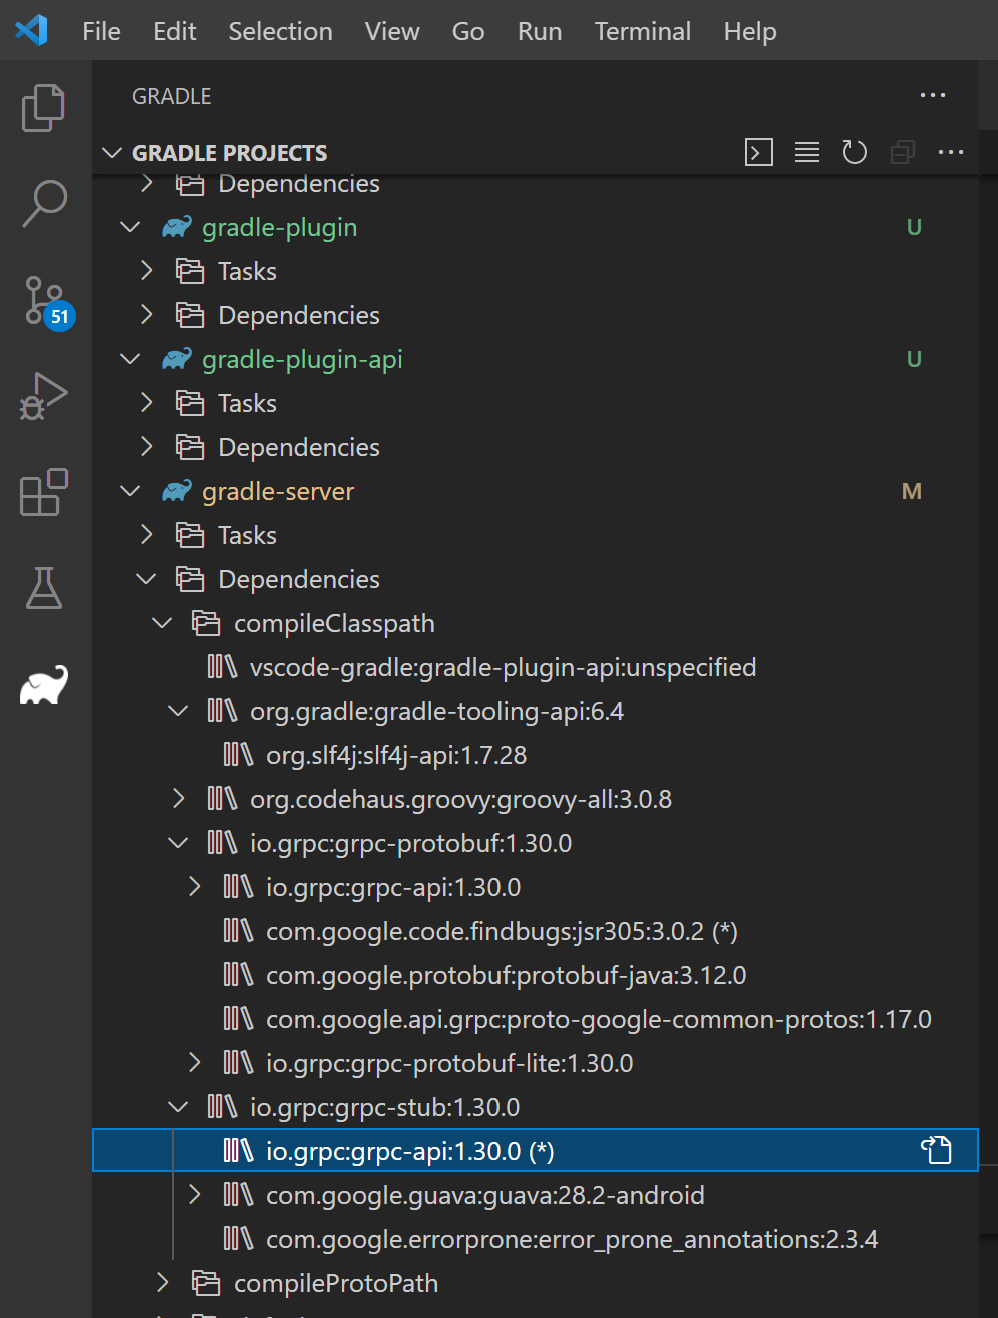 File Edit Selection View Go Run Terminal Help
GRADLE
GRADLE PROJECTS
Dependencies
gradle-plugin U
Tasks
Dependencies
gradle-plugin-api U
Tasks
Dependencies
gradle-server M
Tasks
51
Dependencies
compileClasspath
vscode-gradle:gradle-plugin-api:unspecified
org.gradle:gradle-tooling-api:6.4
org.slf4j:slf4j-api:1.7.28
org.codehaus.groovy:groovy-all:3.0.8
io.grpc:grpc-protobuf:1.30.0
io.grpc:grpc-api:1.30.0
com.google.code.findbugs:jsr305:3.0.2 (*)
com.google.protobuf:protobuf-java:3.12.0
com.google.api.grpc:proto-google-common-protos:1.17.0
io.grpc:grpc-protobuf-lite:1.30.0
io.grpc:grpc-stub:1.30.0
io.grpc:grpc-api:1.30.0 (*)
com.google.guava:guava:28.2-android
com.google.errorprone:error_prone_annotations:2.3.4
compileProtoPath